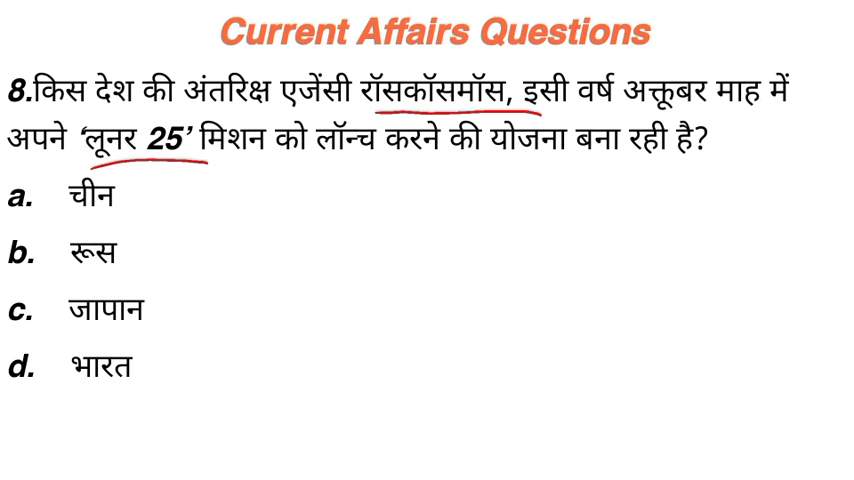 Current Affairs Questions
8.किस देश की अंतरिक्ष एजेंसी रॉसकॉसमॉस, इसी वर्ष अक्तूबर माह में
अपने ‘लूनर 25’ मिशन को लॉन्च करने की योजना बना रही है?
a. चीन
b. रूस
c. जापान
d. भारत